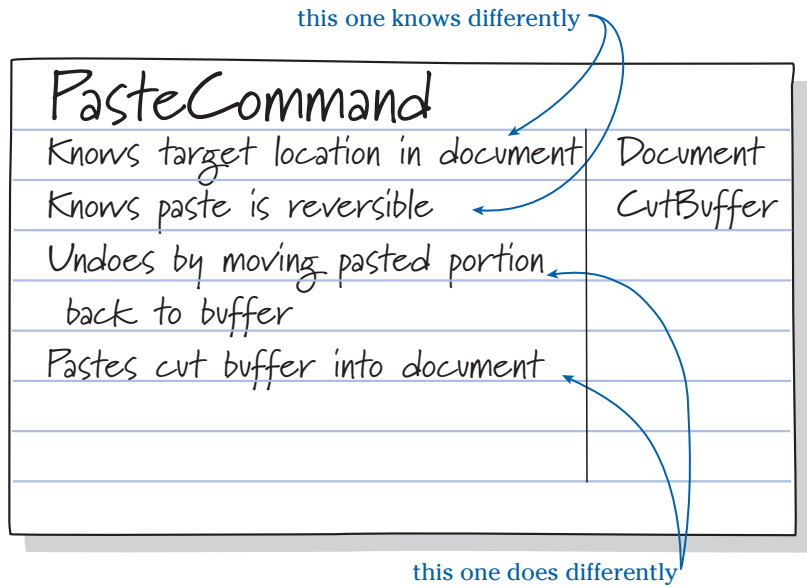 this one knows differently
PasteCommand
Knows target location in document Document
Knows paste is reversible CutBuffer
Undoes by moving pasted portion
back to buffer
Pastes cut buffer into document
this one does differently